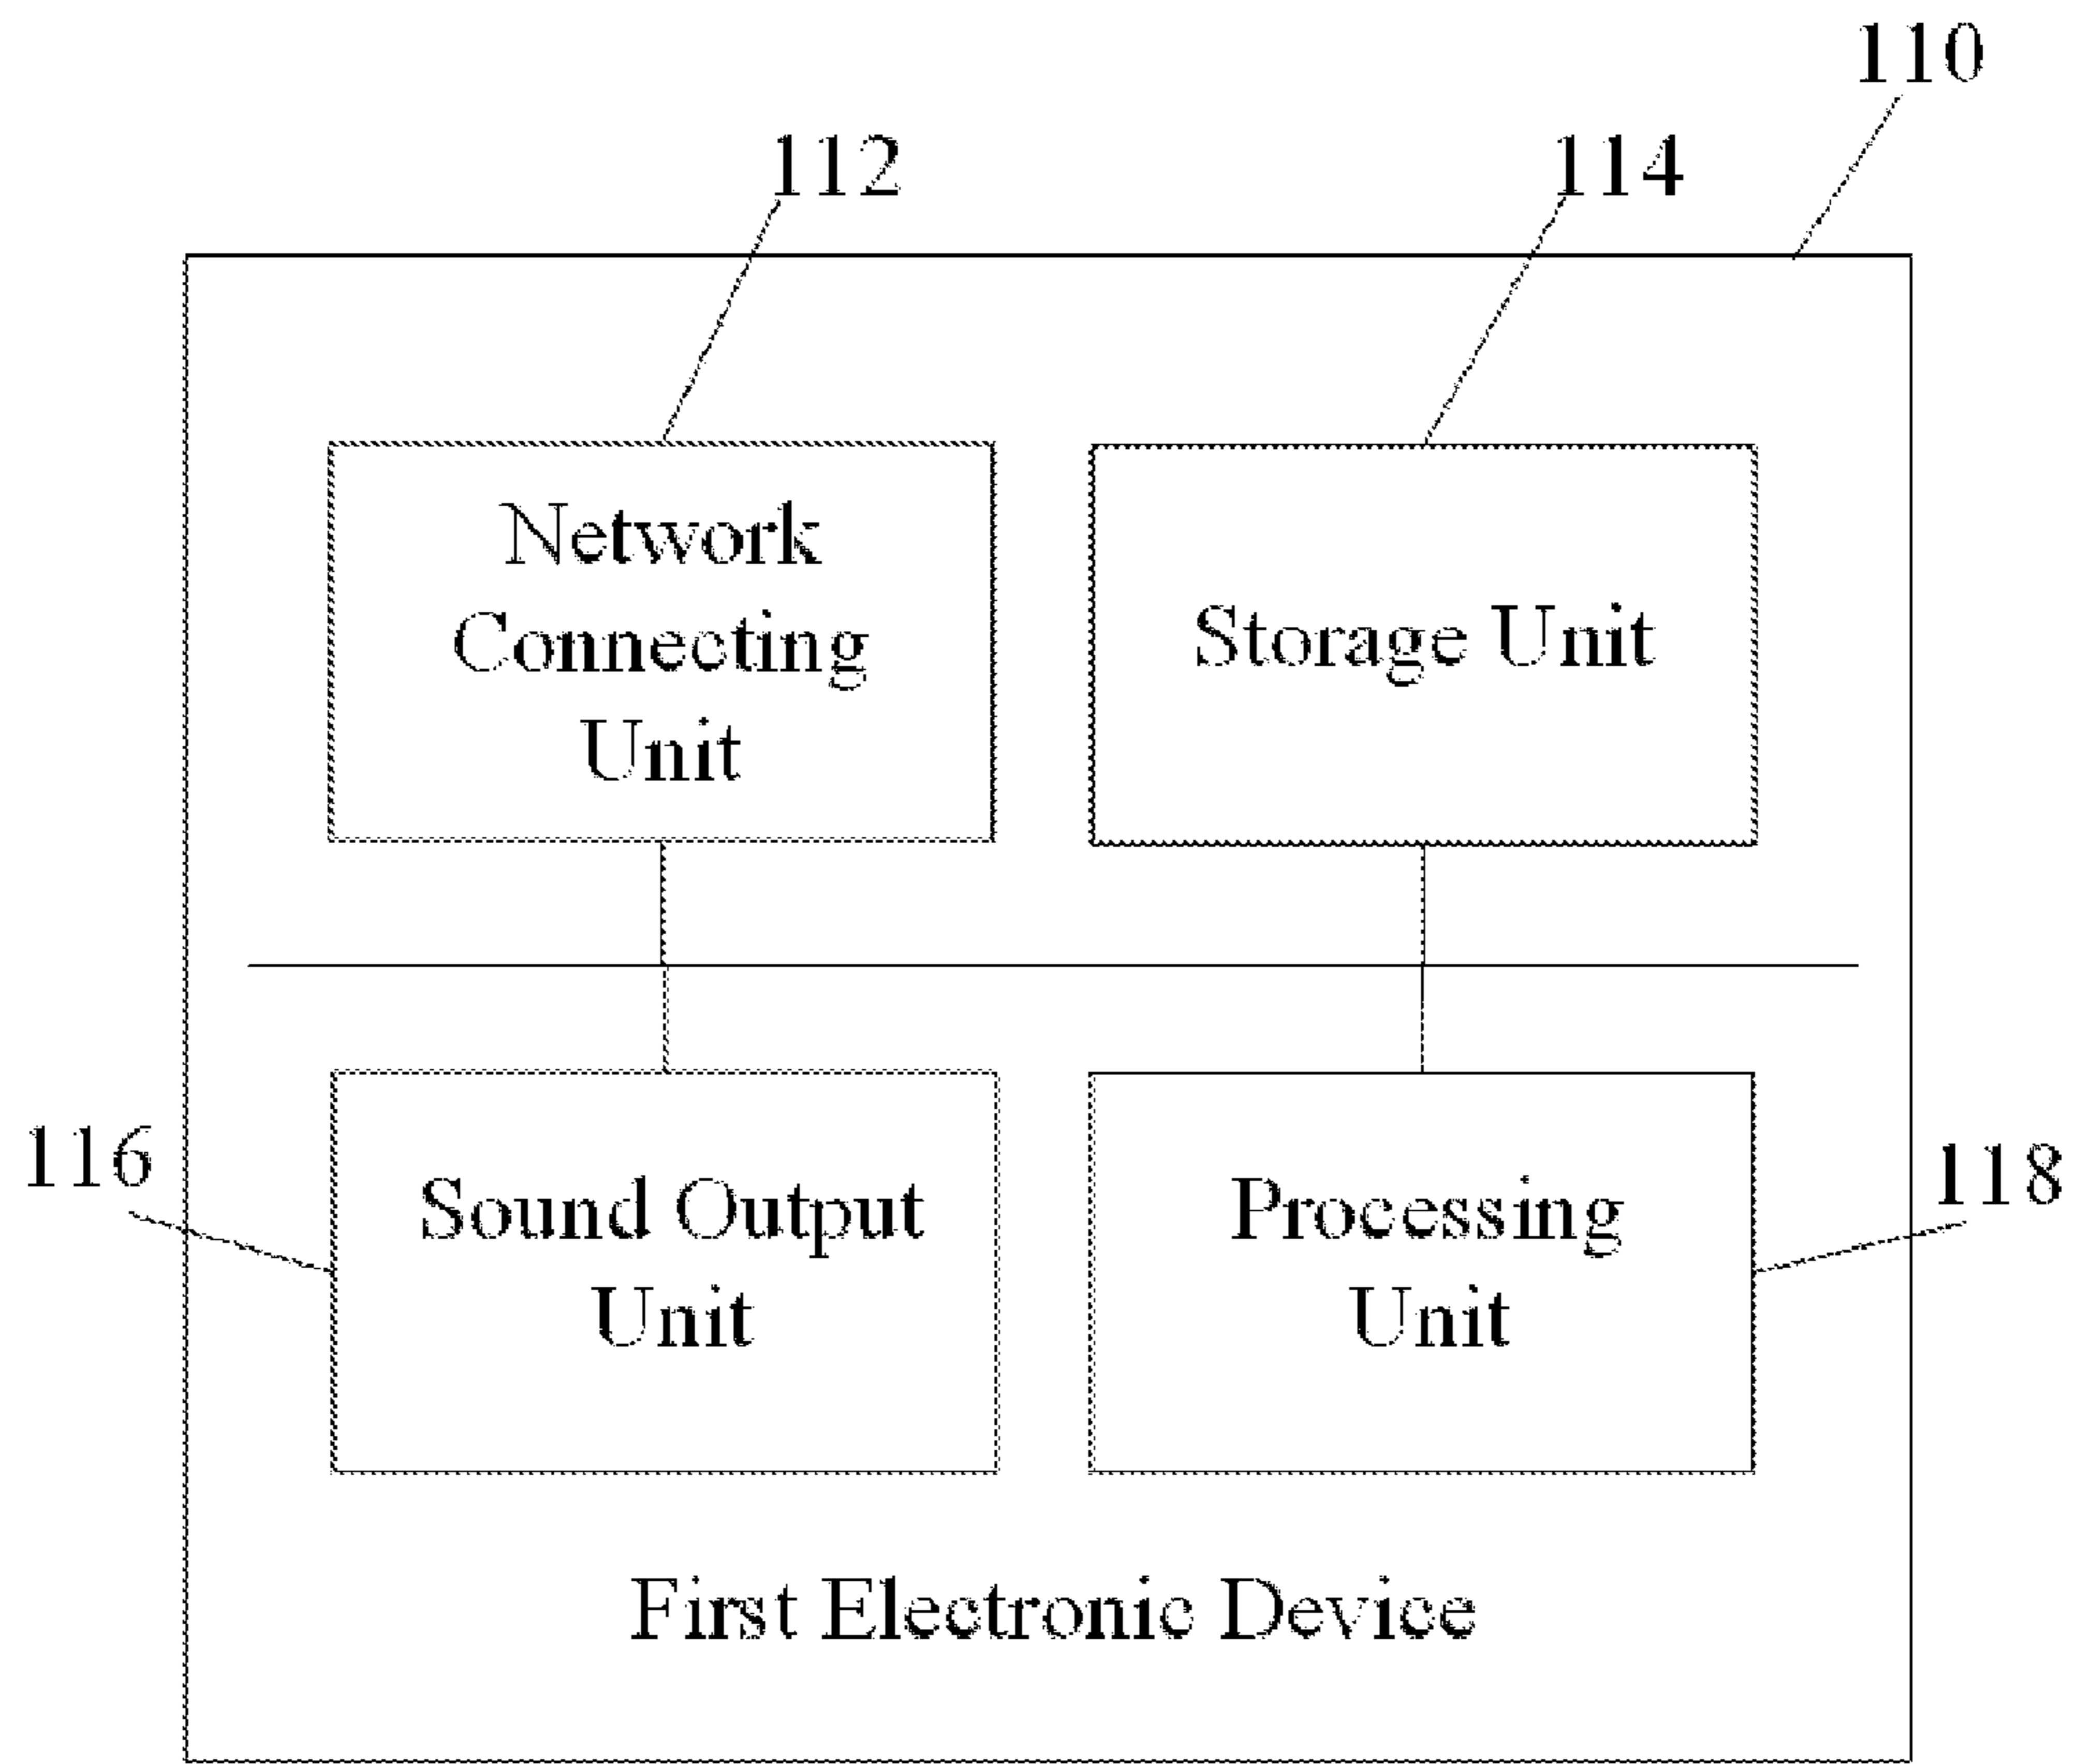 110
112
114
Network
Connecting
Unit
Storage Unit
116
Sound Output
Unit
Processing
Unit
118
First Electronic Device